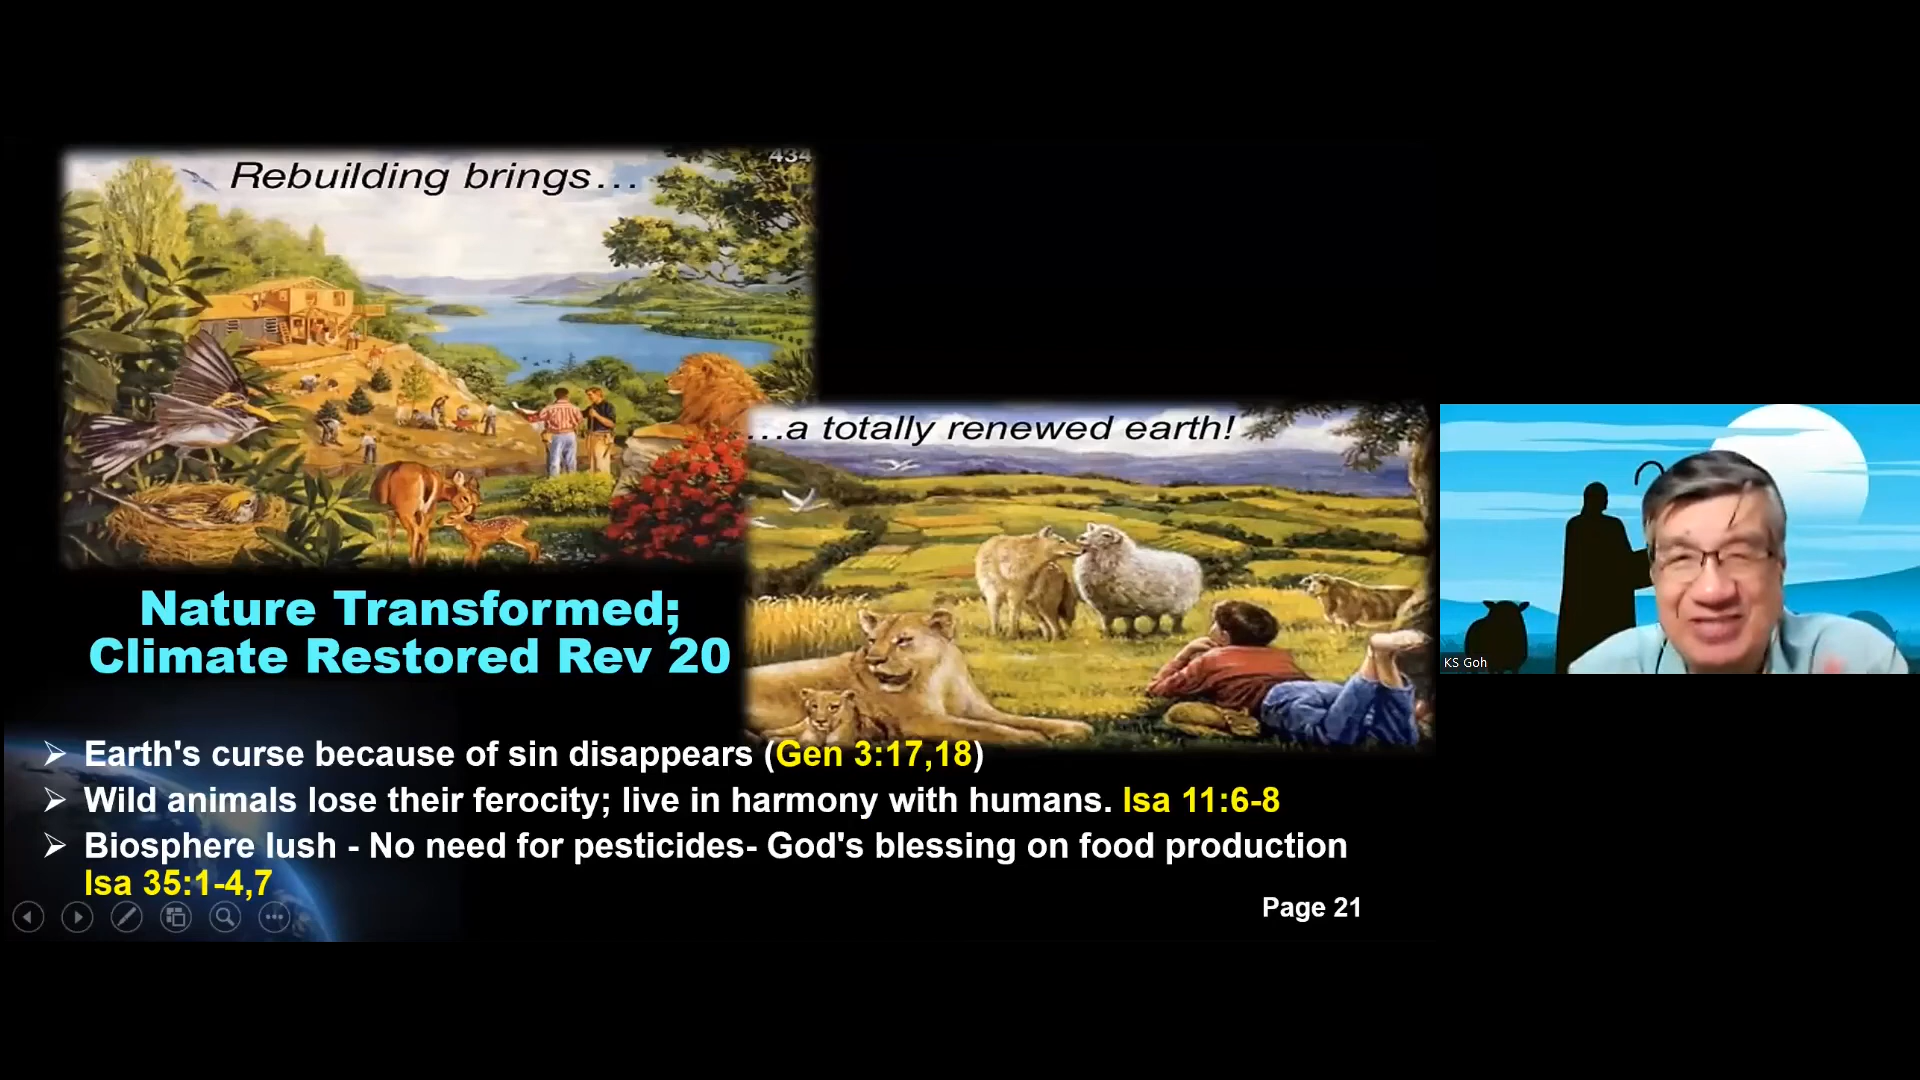 434
Rebuilding brings…
…a totally renewed earth!
Nature Transformed;
Climate Restored Rev 20
KS Goh
➢ Earth's curse because of sin disappears (Gen 3:17,18)
➢ Wild animals lose their ferocity; live in harmony with humans. Isa 11:6-8
➢ Biosphere lush - No need for pesticides- God's blessing on food production
Isa 35:1-4,7
Page 21